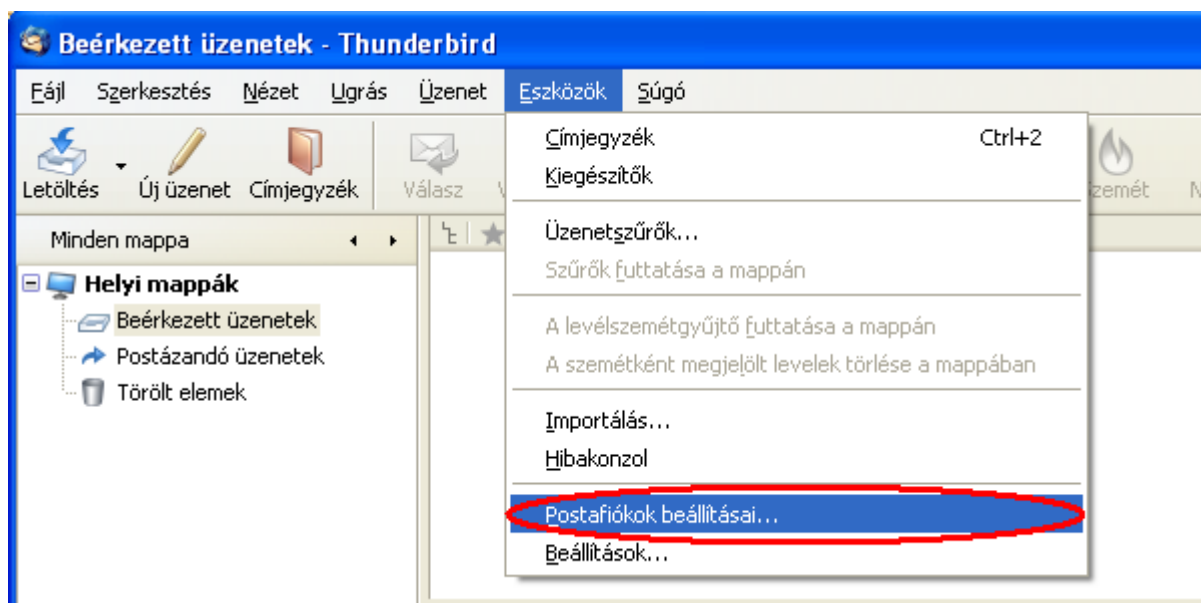 Beérkezett üzenetek - Thunderbird
Fájl Szerkesztés Nézet Ugrás Üzenet Eszközök Súgó
Letöltés Új üzenet Címjegyzék Válasz
Minden mappa
Helyi mappák
Beérkezett üzenetek
Postázandó üzenetek
Törölt elemek
Címjegyzék Ctrl+2
Kiegészítők
Üzenetszűrők...
Szűrők futtatása a mappán
A levélszemétgyűjtő futtatása a mappán
A szemétként megjelölt levelek törlése a mappában
Importálás...
Hibakonzol
Postafiókok beállításai...
Beállítások...